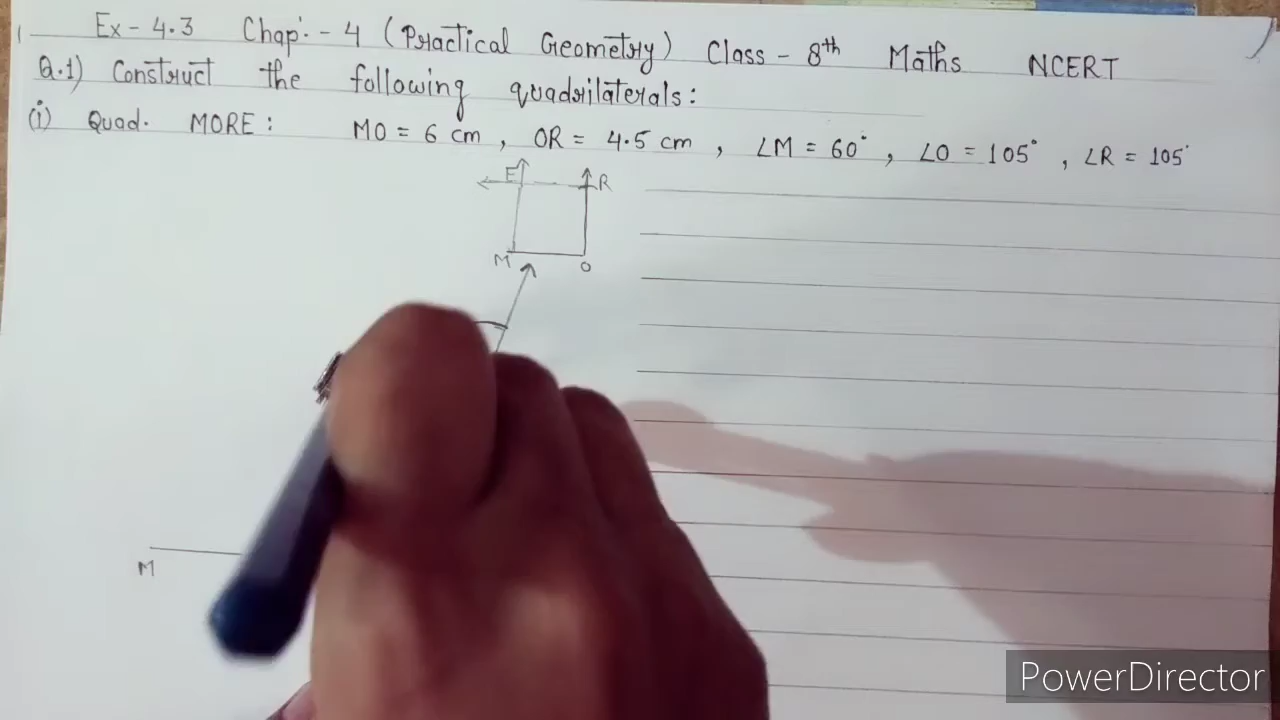 Ex - 4.3 Chap: - 4 (Practical Geometry) Class - 8th Maths NCERT
Q.1) Construct the following quadrilaterals:
(i) Quad. MORE: MO = 6 cm, OR = 4.5 cm, ∠M = 60°, ∠O = 105°, ∠R = 105°
E R
M O
M
PowerDirector